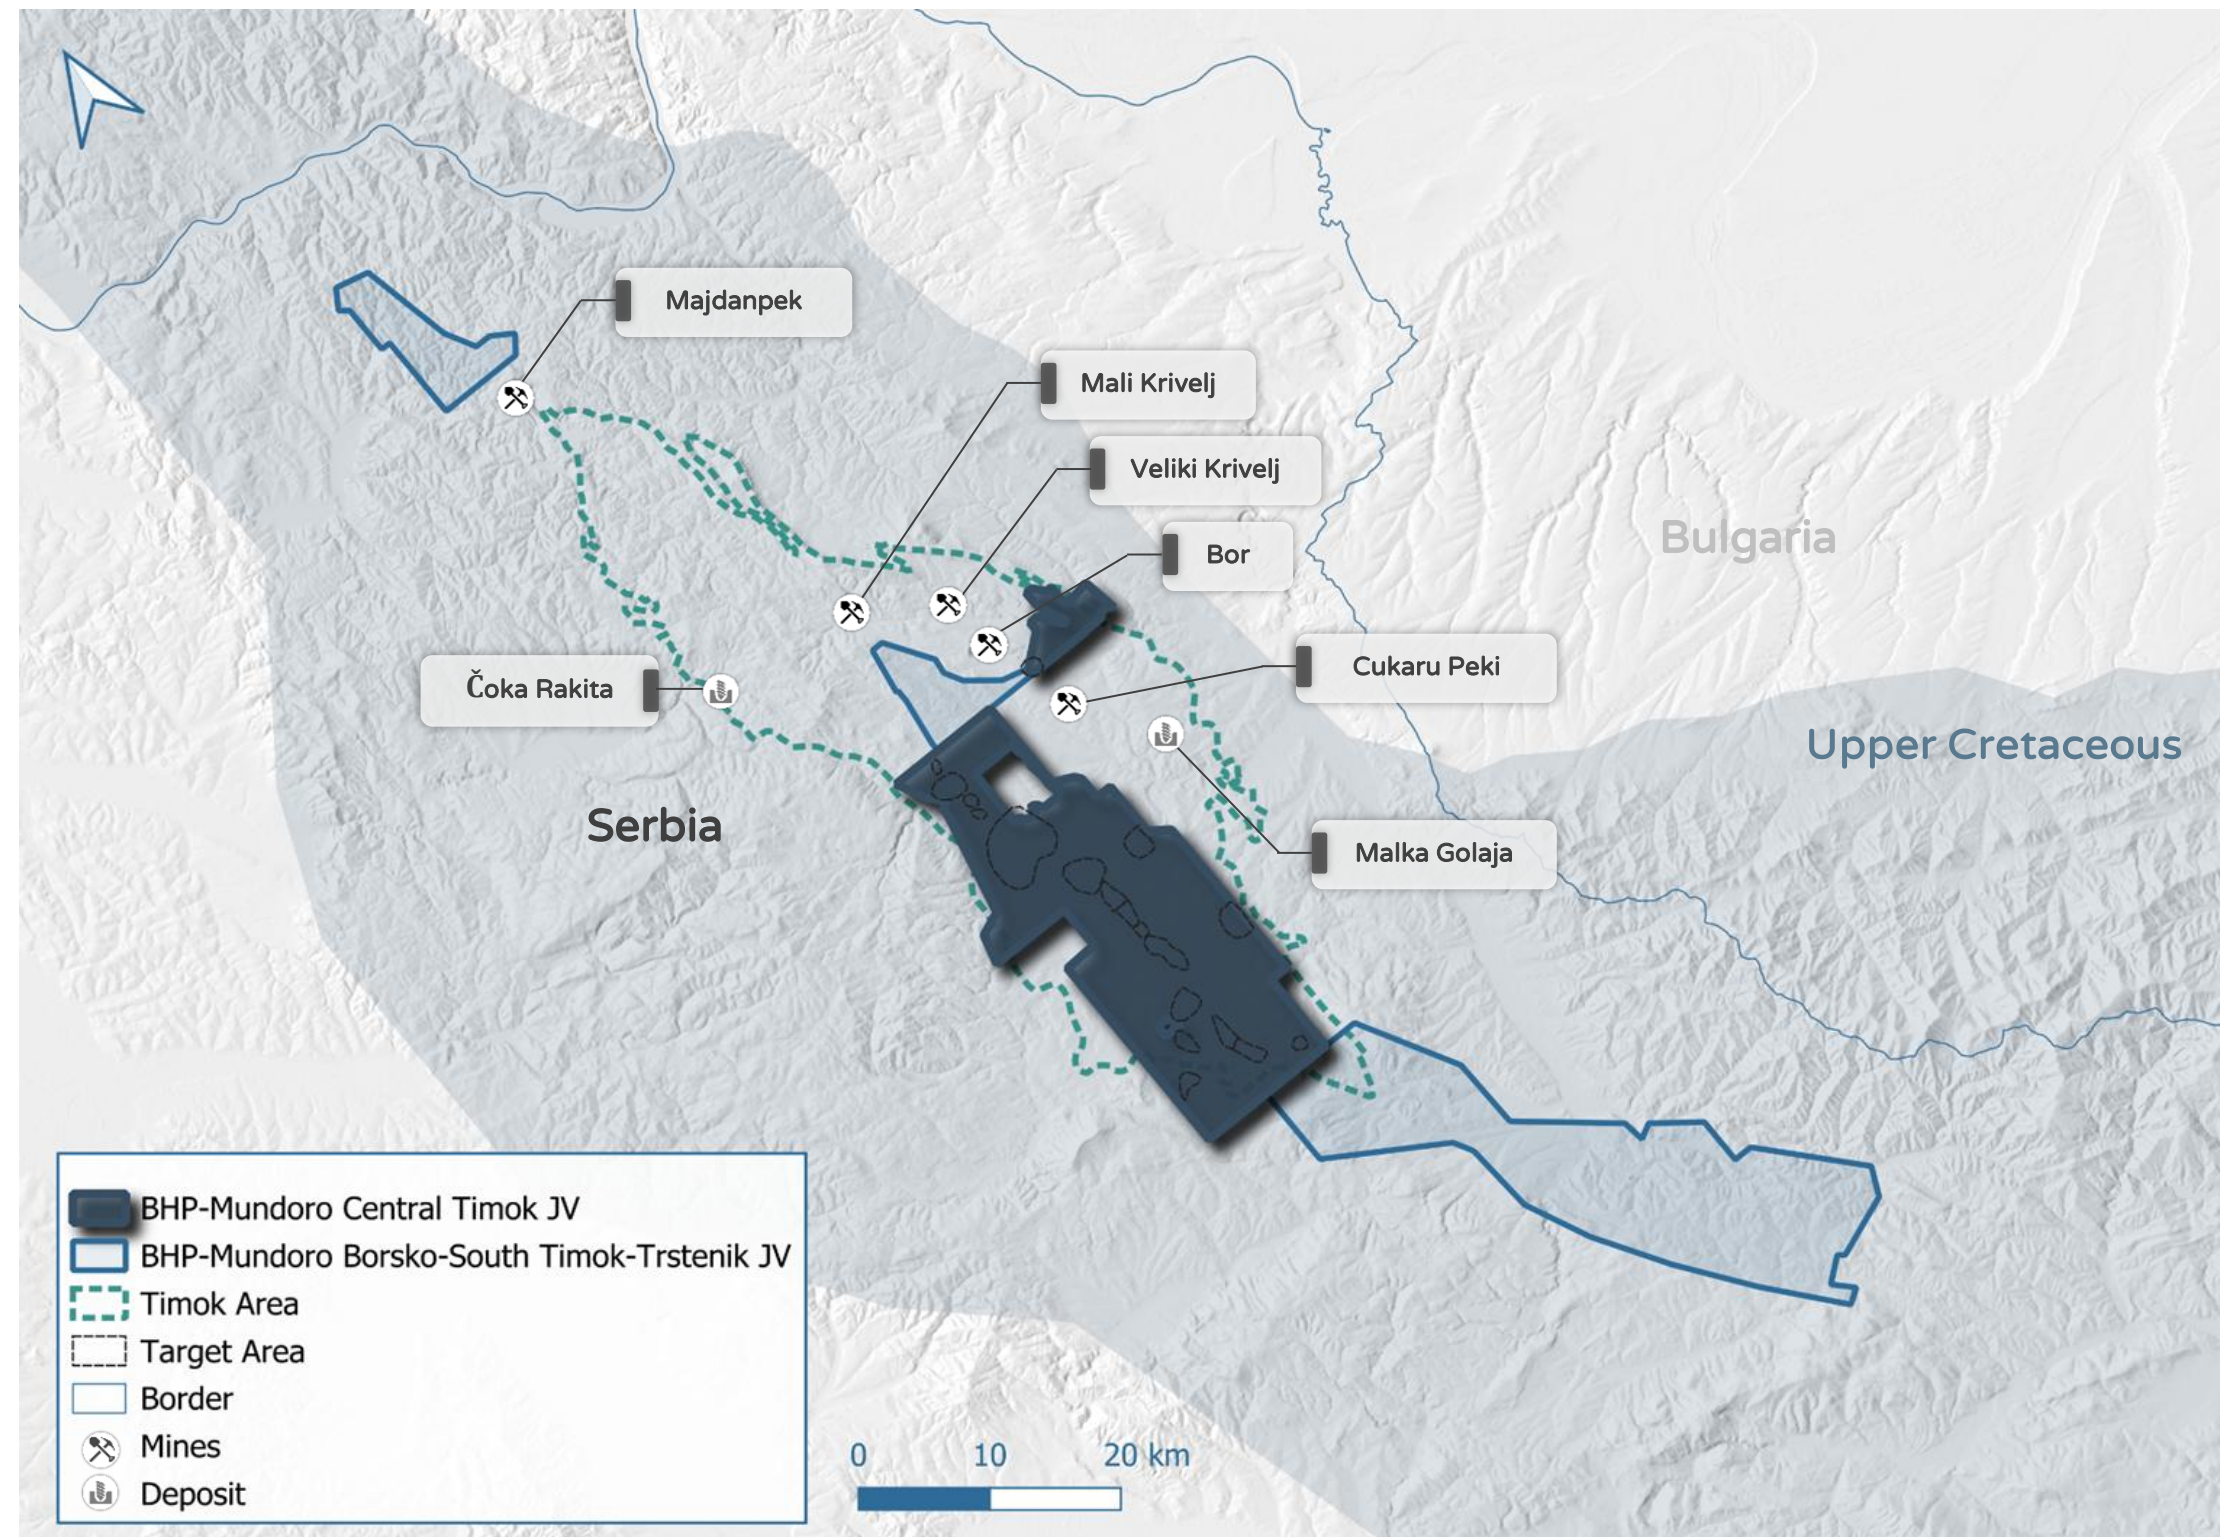 Majdanpek
Mali Krivelj
Veliki Krivelj
Bulgaria
Bor
Cukaru Peki
Čoka Rakita
Upper Cretaceous
Serbia
Malka Golaja
BHP-Mundoro Central Timok JV
BHP-Mundoro Borsko-South Timok-Trstenik JV
Timok Area
Target Area
Border
Mines
Deposit
0 10 20 km